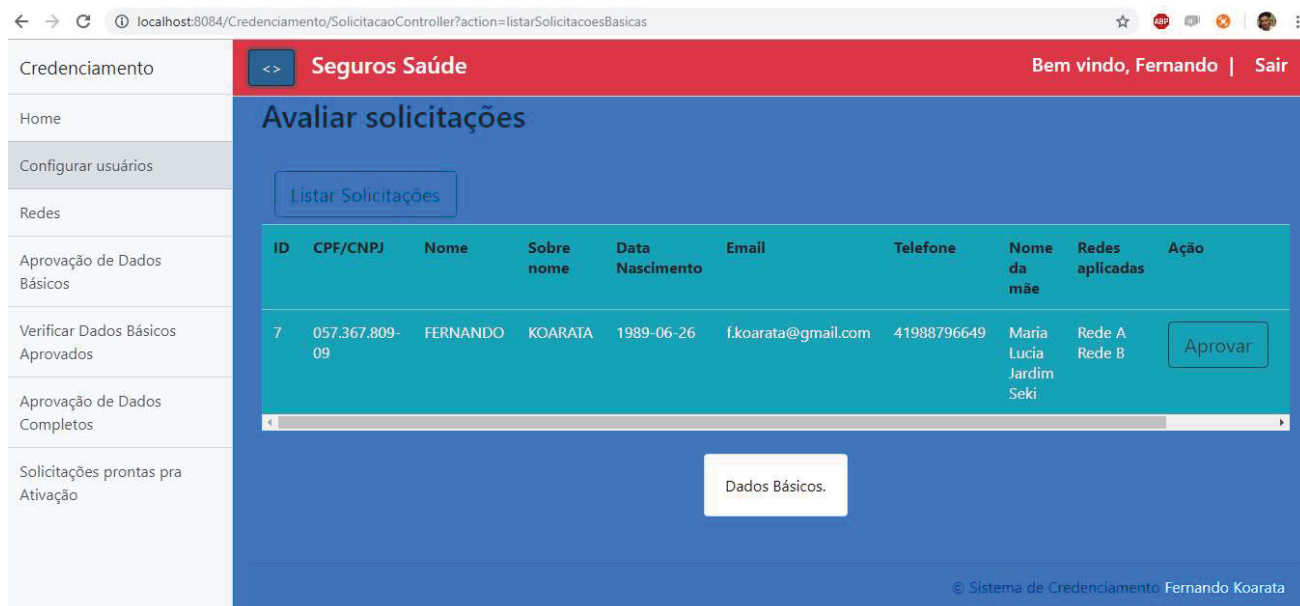 localhost:8084/Credenciamento/SolicitacaoController?action=listarSolicitacoesBasicas
ABP
Credenciamento
<>
Seguros Saúde
Bem vindo, Fernando | Sair
Home
Configurar usuários
Redes
Aprovação de Dados
Básicos
Verificar Dados Básicos
Aprovados
Aprovação de Dados
Completos
Solicitações prontas pra
Ativação
Avaliar solicitações
Listar Solicitações
ID CPF/CNPJ Nome Sobre Data Email Telefone Nome Redes Ação
nome Nascimento da aplicadas
mãe
7 057.367.809- FERNANDO KOARATA 1989-06-26 f.koarata@gmail.com 41988796649 Maria Rede A Aprovar
09 Lucia Rede B
Jardim
Seki
Dados Básicos.
© Sistema de Credenciamento Fernando Koarata